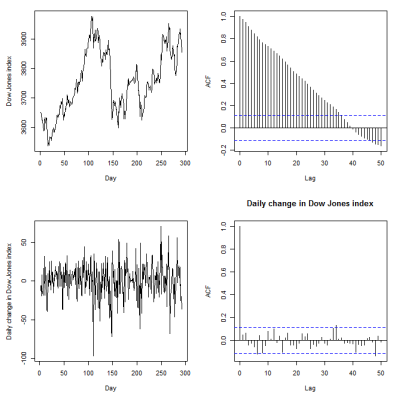 Dow Jones index
3600 3700 3800 3900
0 50 100 150 200 250 300
Day
ACF
-0.2 0.0 0.2 0.4 0.6 0.8 1.0
0 10 20 30 40 50
Lag
Daily change in Dow Jones index
-100 -50 0 50
0 50 100 150 200 250 300
Day
Daily change in Dow Jones index
ACF
0.0 0.2 0.4 0.6 0.8 1.0
0 10 20 30 40 50
Lag